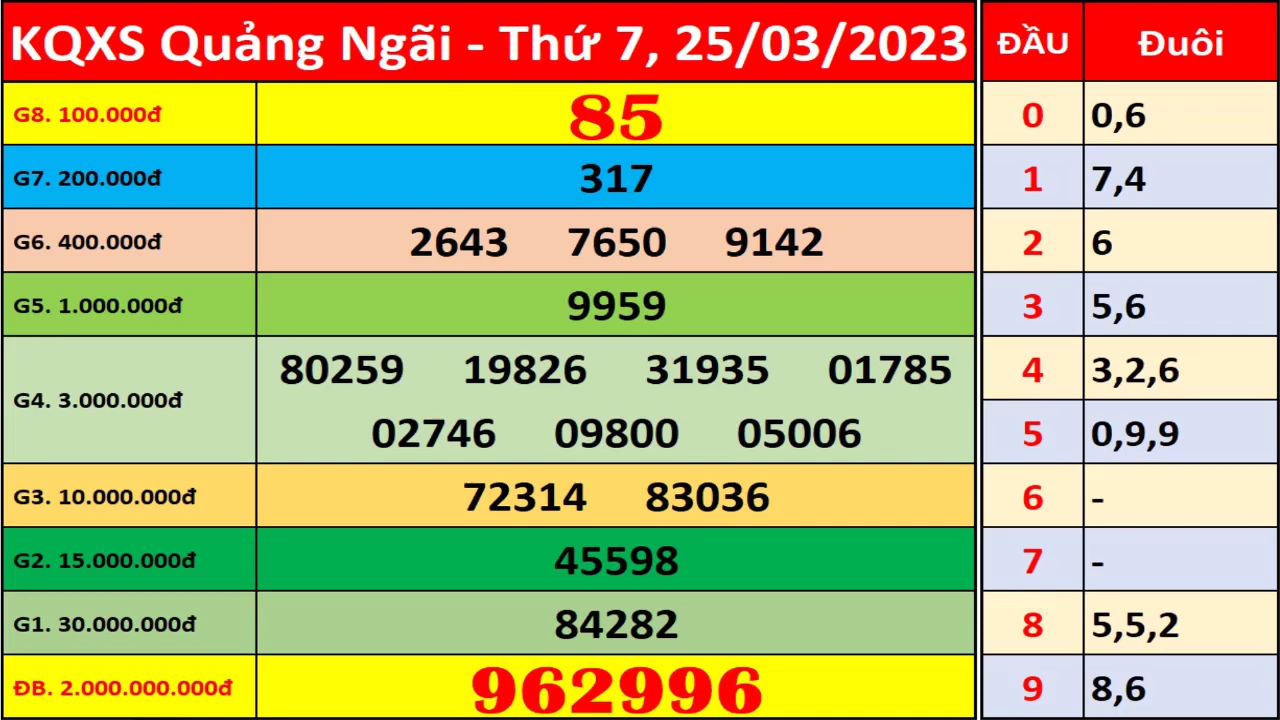 KQXS Quảng Ngãi - Thứ 7, 25/03/2023 ĐẦU Đuôi
G8. 100.000đ 85 0 0,6
G7. 200.000đ 317 1 7,4
G6. 400.000đ 2643 7650 9142 2 6
G5. 1.000.000đ 9959 3 5,6
80259 19826 31935 01785 4 3,2,6
G4. 3.000.000đ
02746 09800 05006 5 0,9,9
G3. 10.000.000đ 72314 83036 6 -
G2. 15.000.000đ 45598 7 -
G1. 30.000.000đ 84282 8 5,5,2
ĐB. 2.000.000.000đ 962996 9 8,6